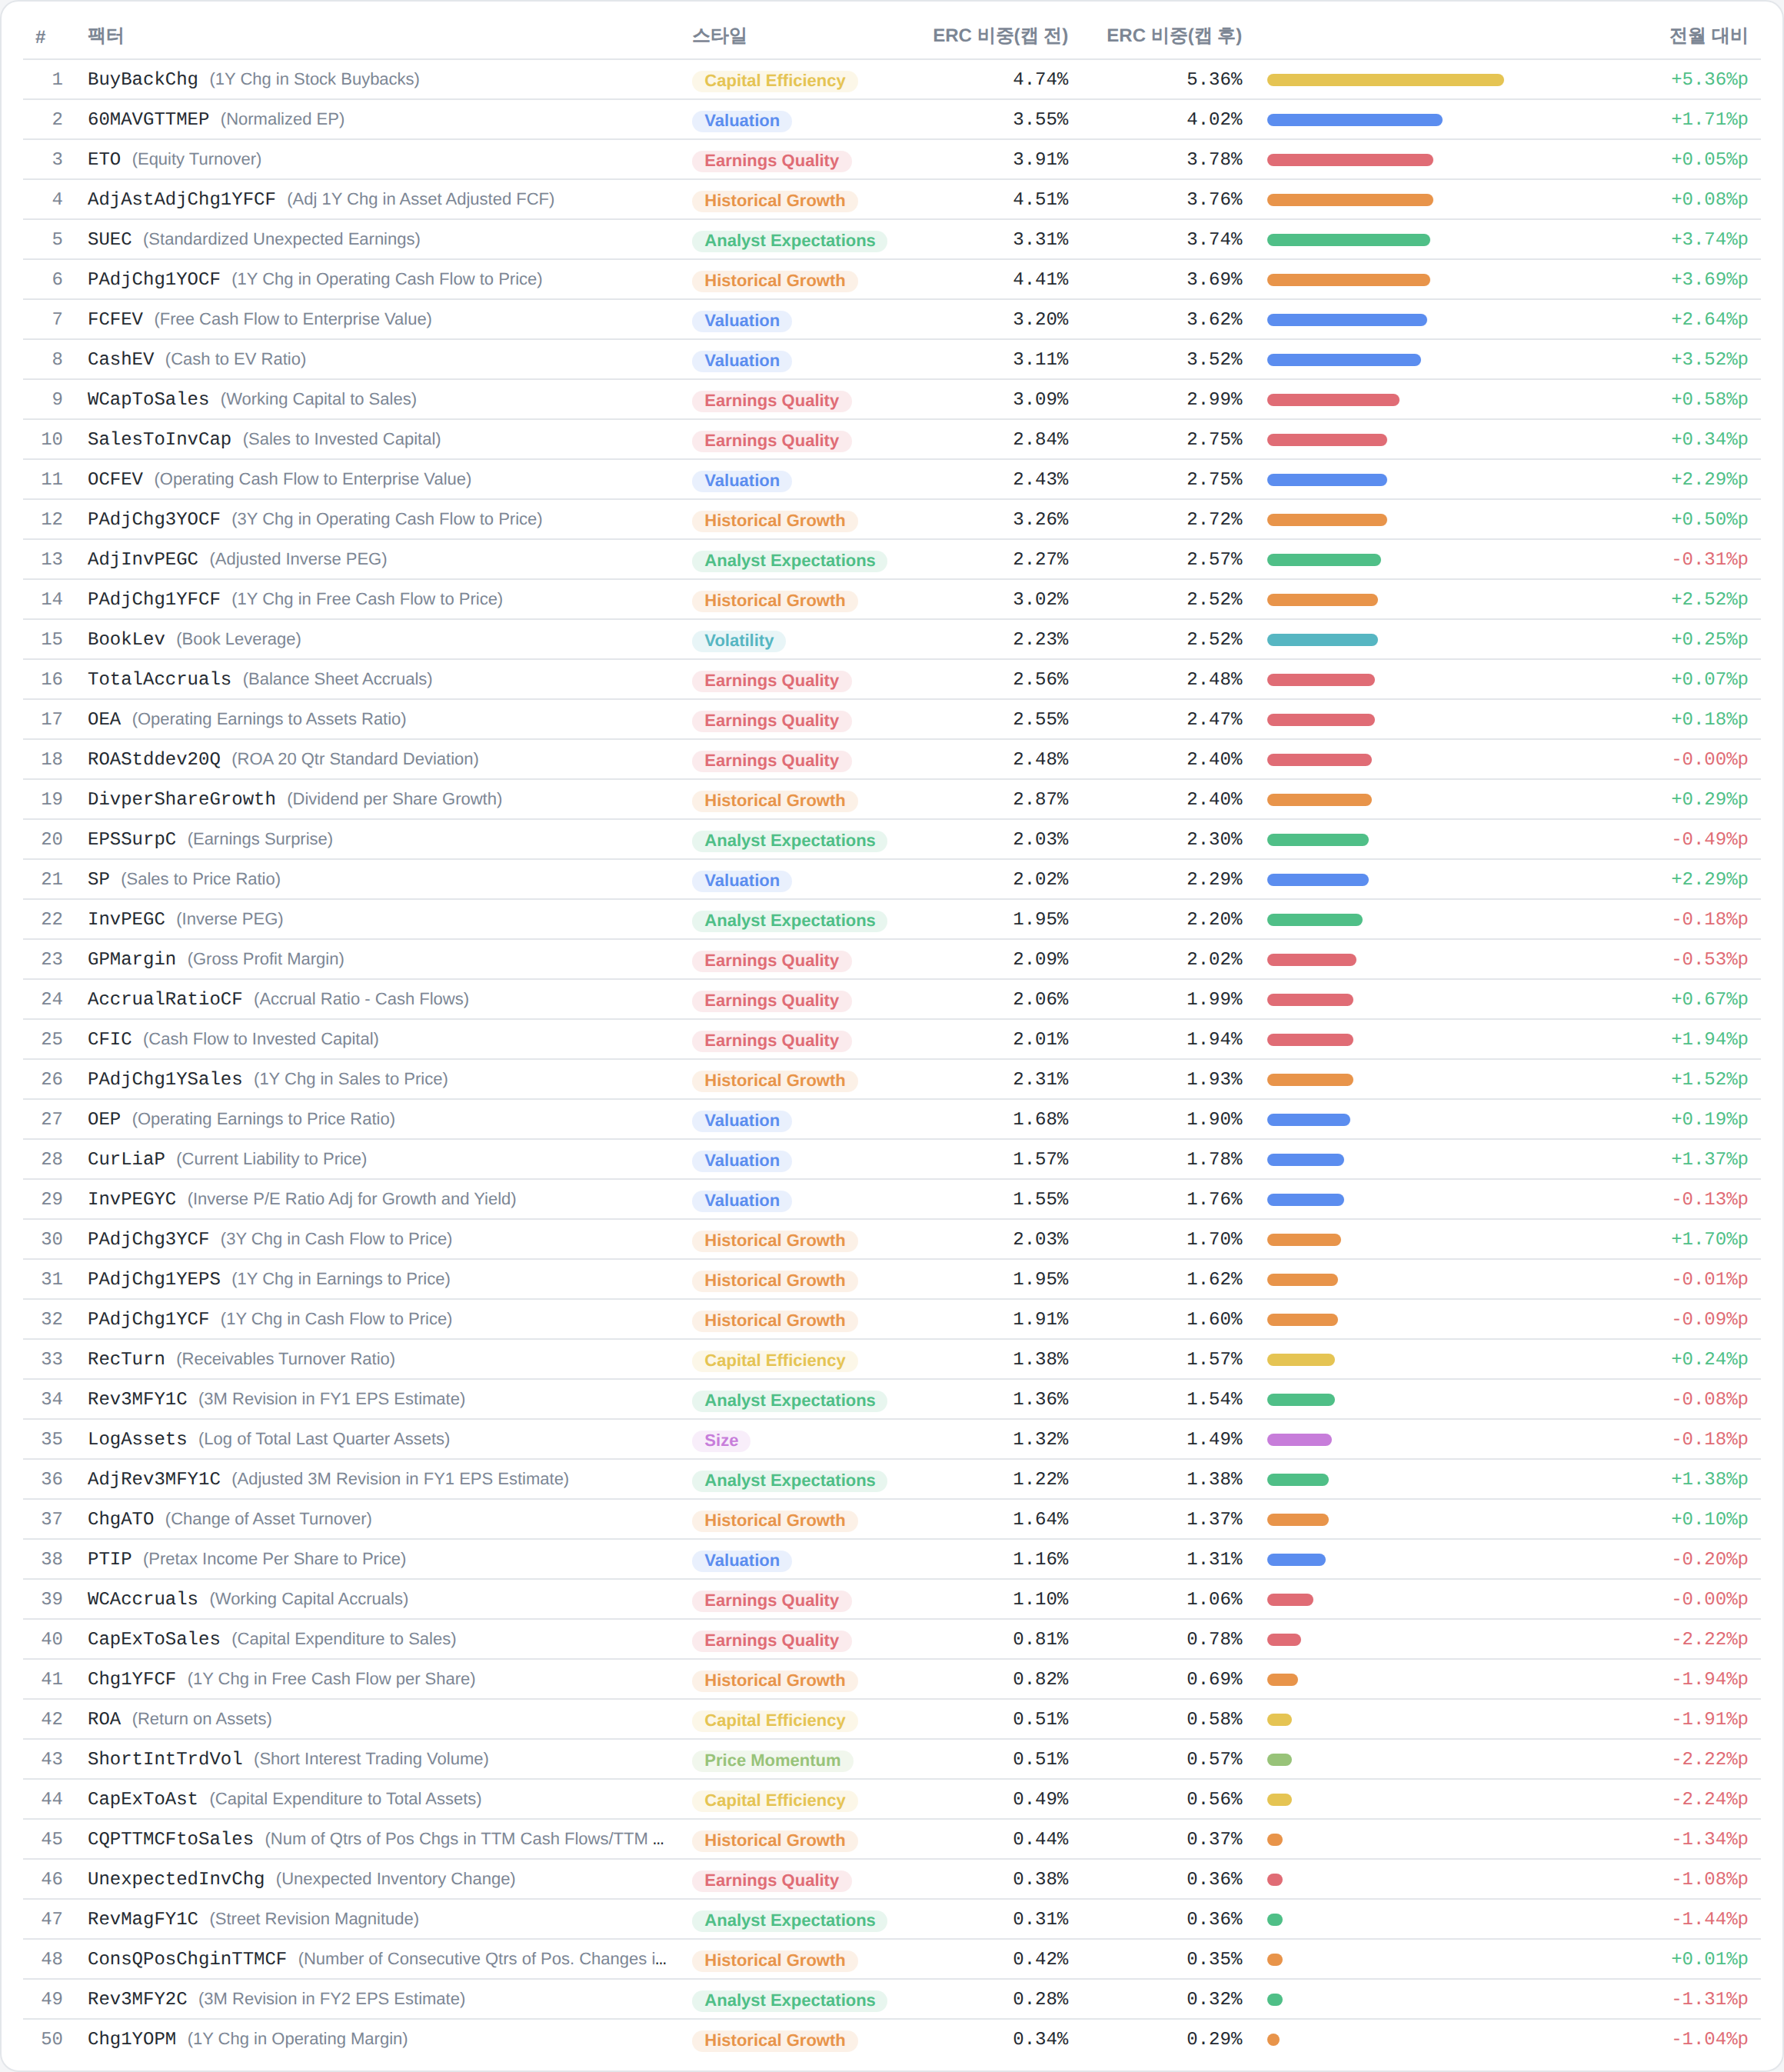 # 팩터 스타일 ERC 비중(캡 전) ERC 비중(캡 후) 전월 대비
1 BuyBackChg (1Y Chg in Stock Buybacks) Capital Efficiency 4.74% 5.36% +5.36%p
2 60MAVGTTMEP (Normalized EP) Valuation 3.55% 4.02% +1.71%p
3 ETO (Equity Turnover) Earnings Quality 3.91% 3.78% +0.05%p
4 AdjAstAdjChg1YFCF (Adj 1Y Chg in Asset Adjusted FCF) Historical Growth 4.51% 3.76% +0.08%p
5 SUEC (Standardized Unexpected Earnings) Analyst Expectations 3.31% 3.74% +3.74%p
6 PAdjChg1YOCF (1Y Chg in Operating Cash Flow to Price) Historical Growth 4.41% 3.69% +3.69%p
7 FCFEV (Free Cash Flow to Enterprise Value) Valuation 3.20% 3.62% +2.64%p
8 CashEV (Cash to EV Ratio) Valuation 3.11% 3.52% +3.52%p
9 WCapToSales (Working Capital to Sales) Earnings Quality 3.09% 2.99% +0.58%p
10 SalesToInvCap (Sales to Invested Capital) Earnings Quality 2.84% 2.75% +0.34%p
11 OCFEV (Operating Cash Flow to Enterprise Value) Valuation 2.43% 2.75% +2.29%p
12 PAdjChg3YOCF (3Y Chg in Operating Cash Flow to Price) Historical Growth 3.26% 2.72% +0.50%p
13 AdjInvPEGC (Adjusted Inverse PEG) Analyst Expectations 2.27% 2.57% -0.31%p
14 PAdjChg1YFCF (1Y Chg in Free Cash Flow to Price) Historical Growth 3.02% 2.52% +2.52%p
15 BookLev (Book Leverage) Volatility 2.23% 2.52% +0.25%p
16 TotalAccruals (Balance Sheet Accruals) Earnings Quality 2.56% 2.48% +0.07%p
17 OEA (Operating Earnings to Assets Ratio) Earnings Quality 2.55% 2.47% +0.18%p
18 ROAStddev20Q (ROA 20 Qtr Standard Deviation) Earnings Quality 2.48% 2.40% -0.00%p
19 DivperShareGrowth (Dividend per Share Growth) Historical Growth 2.87% 2.40% +0.29%p
20 EPSSurpC (Earnings Surprise) Analyst Expectations 2.03% 2.30% -0.49%p
21 SP (Sales to Price Ratio) Valuation 2.02% 2.29% +2.29%p
22 InvPEGC (Inverse PEG) Analyst Expectations 1.95% 2.20% -0.18%p
23 GPMargin (Gross Profit Margin) Earnings Quality 2.09% 2.02% -0.53%p
24 AccrualRatioCF (Accrual Ratio - Cash Flows) Earnings Quality 2.06% 1.99% +0.67%p
25 CFIC (Cash Flow to Invested Capital) Earnings Quality 2.01% 1.94% +1.94%p
26 PAdjChg1YSales (1Y Chg in Sales to Price) Historical Growth 2.31% 1.93% +1.52%p
27 OEP (Operating Earnings to Price Ratio) Valuation 1.68% 1.90% +0.19%p
28 CurLiaP (Current Liability to Price) Valuation 1.57% 1.78% +1.37%p
29 InvPEGYC (Inverse P/E Ratio Adj for Growth and Yield) Valuation 1.55% 1.76% -0.13%p
30 PAdjChg3YCF (3Y Chg in Cash Flow to Price) Historical Growth 2.03% 1.70% +1.70%p
31 PAdjChg1YEPS (1Y Chg in Earnings to Price) Historical Growth 1.95% 1.62% -0.01%p
32 PAdjChg1YCF (1Y Chg in Cash Flow to Price) Historical Growth 1.91% 1.60% -0.09%p
33 RecTurn (Receivables Turnover Ratio) Capital Efficiency 1.38% 1.57% +0.24%p
34 Rev3MFY1C (3M Revision in FY1 EPS Estimate) Analyst Expectations 1.36% 1.54% -0.08%p
35 LogAssets (Log of Total Last Quarter Assets) Size 1.32% 1.49% -0.18%p
36 AdjRev3MFY1C (Adjusted 3M Revision in FY1 EPS Estimate) Analyst Expectations 1.22% 1.38% +1.38%p
37 ChgATO (Change of Asset Turnover) Historical Growth 1.64% 1.37% +0.10%p
38 PTIP (Pretax Income Per Share to Price) Valuation 1.16% 1.31% -0.20%p
39 WCAccruals (Working Capital Accruals) Earnings Quality 1.10% 1.06% -0.00%p
40 CapExToSales (Capital Expenditure to Sales) Earnings Quality 0.81% 0.78% -2.22%p
41 Chg1YFCF (1Y Chg in Free Cash Flow per Share) Historical Growth 0.82% 0.69% -1.94%p
42 ROA (Return on Assets) Capital Efficiency 0.51% 0.58% -1.91%p
43 ShortIntTrdVol (Short Interest Trading Volume) Price Momentum 0.51% 0.57% -2.22%p
44 CapExToAst (Capital Expenditure to Total Assets) Capital Efficiency 0.49% 0.56% -2.24%p
45 CQPTTMCFtoSales (Num of Qtrs of Pos Chgs in TTM Cash Flows/TTM ... Historical Growth 0.44% 0.37% -1.34%p
46 UnexpectedInvChg (Unexpected Inventory Change) Earnings Quality 0.38% 0.36% -1.08%p
47 RevMagFY1C (Street Revision Magnitude) Analyst Expectations 0.31% 0.36% -1.44%p
48 ConsQPosChginTTMCF (Number of Consecutive Qtrs of Pos. Changes i... Historical Growth 0.42% 0.35% +0.01%p
49 Rev3MFY2C (3M Revision in FY2 EPS Estimate) Analyst Expectations 0.28% 0.32% -1.31%p
50 Chg1YOPM (1Y Chg in Operating Margin) Historical Growth 0.34% 0.29% -1.04%p